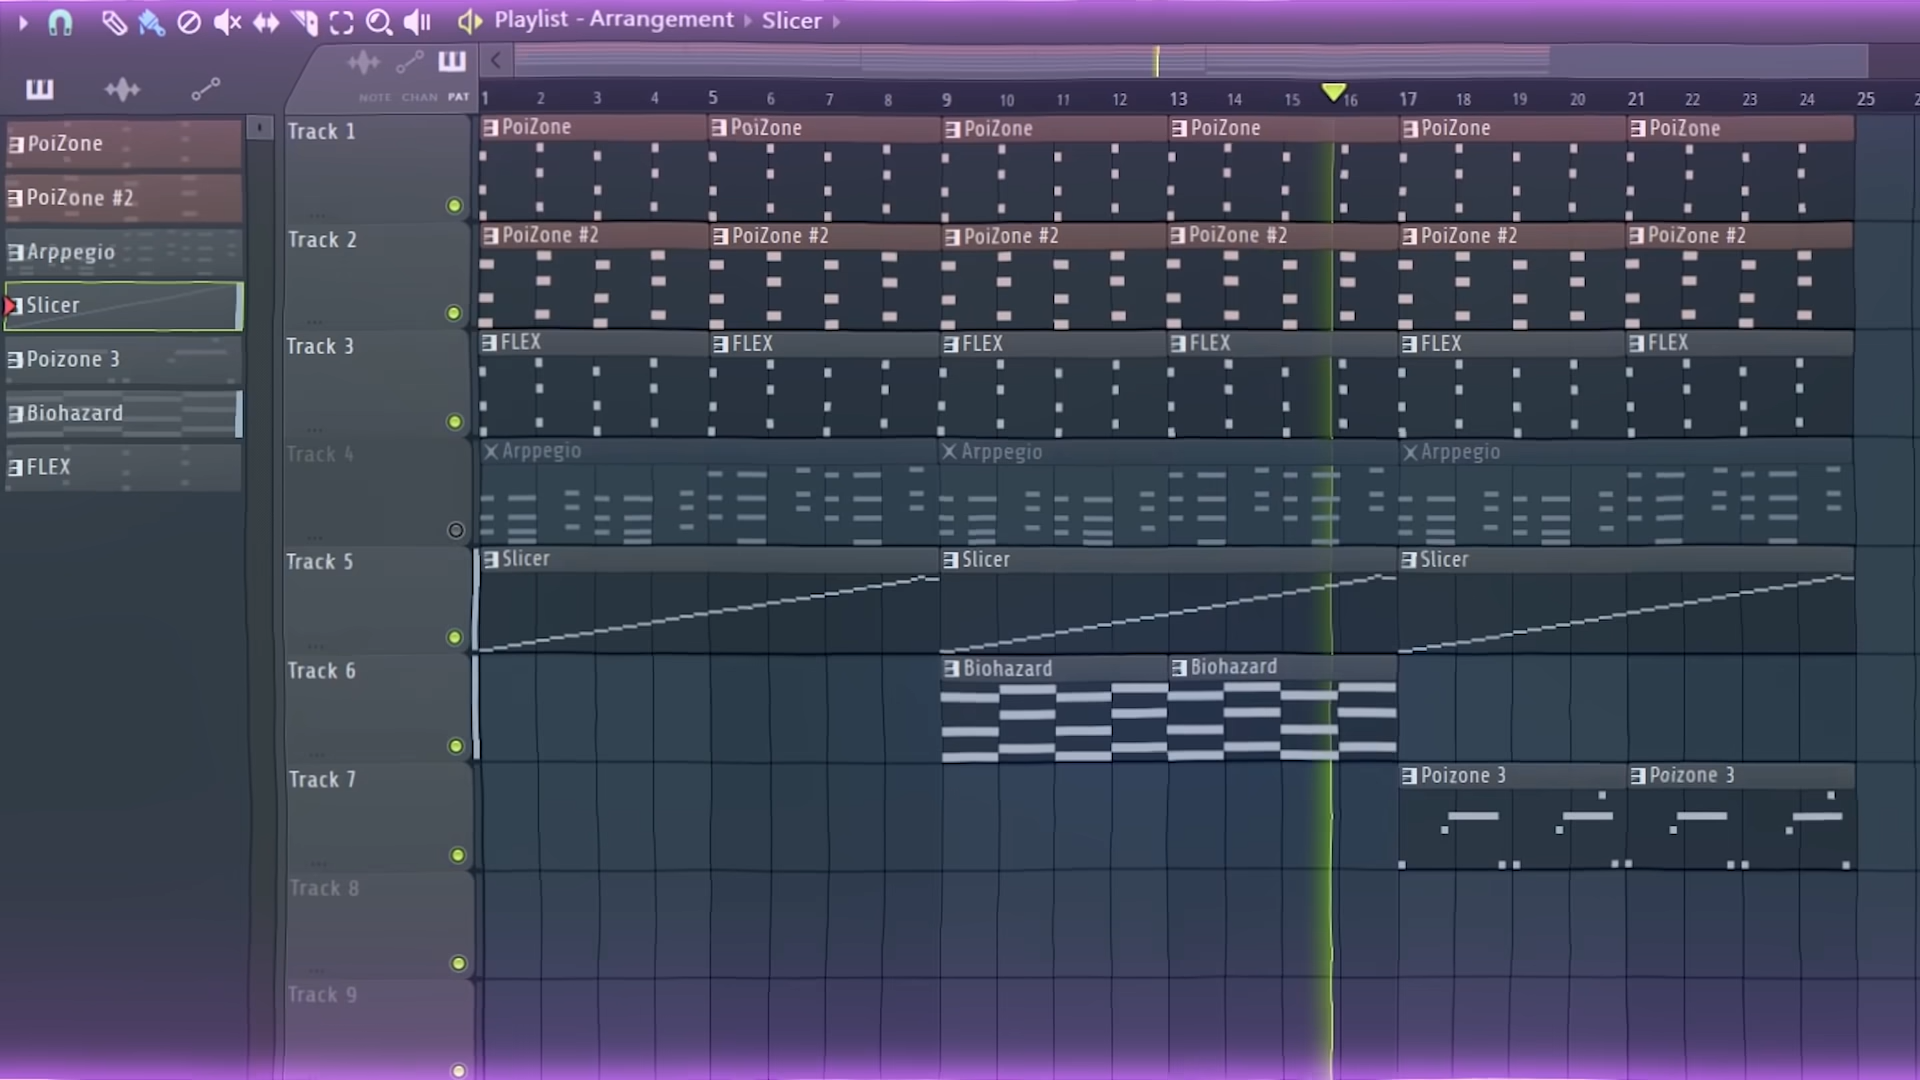 Playlist - Arrangement Slicer
NOTE CHAN PAT
1 2 3 4 5 6 7 8 9 10 11 12 13 14 15 16 17 18 19 20 21 22 23 24 25
PoiZone
PoiZone #2
Arppegio
Slicer
Poizone 3
Biohazard
FLEX
Track 1
PoiZone PoiZone PoiZone PoiZone PoiZone PoiZone
Track 2
PoiZone #2 PoiZone #2 PoiZone #2 PoiZone #2 PoiZone #2 PoiZone #2
Track 3
FLEX FLEX FLEX FLEX FLEX FLEX
Track 4
Arppegio Arppegio Arppegio
Track 5
Slicer Slicer Slicer
Track 6
Biohazard Biohazard
Track 7
Poizone 3 Poizone 3
Track 8
Track 9